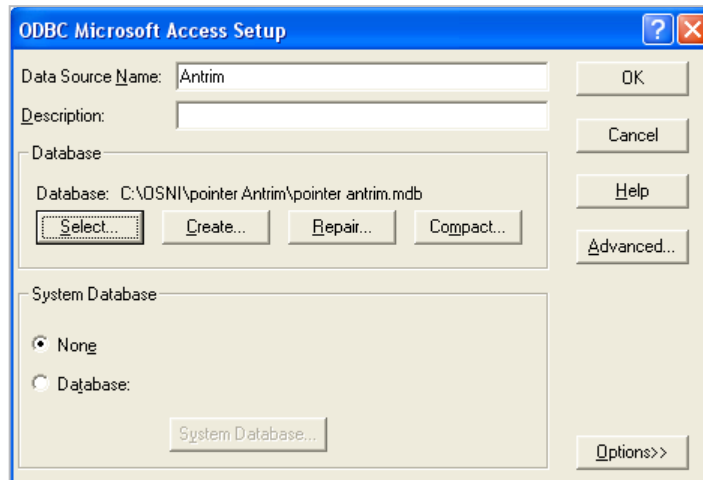 ODBC Microsoft Access Setup
Data Source Name: Antrim
OK
Description:
Cancel
Database
Database: C:\OSNI\pointer Antrim\pointer antrim.mdb
Help
Select... Create... Repair... Compact...
Advanced...
System Database
None
Database:
System Database...
Options>>